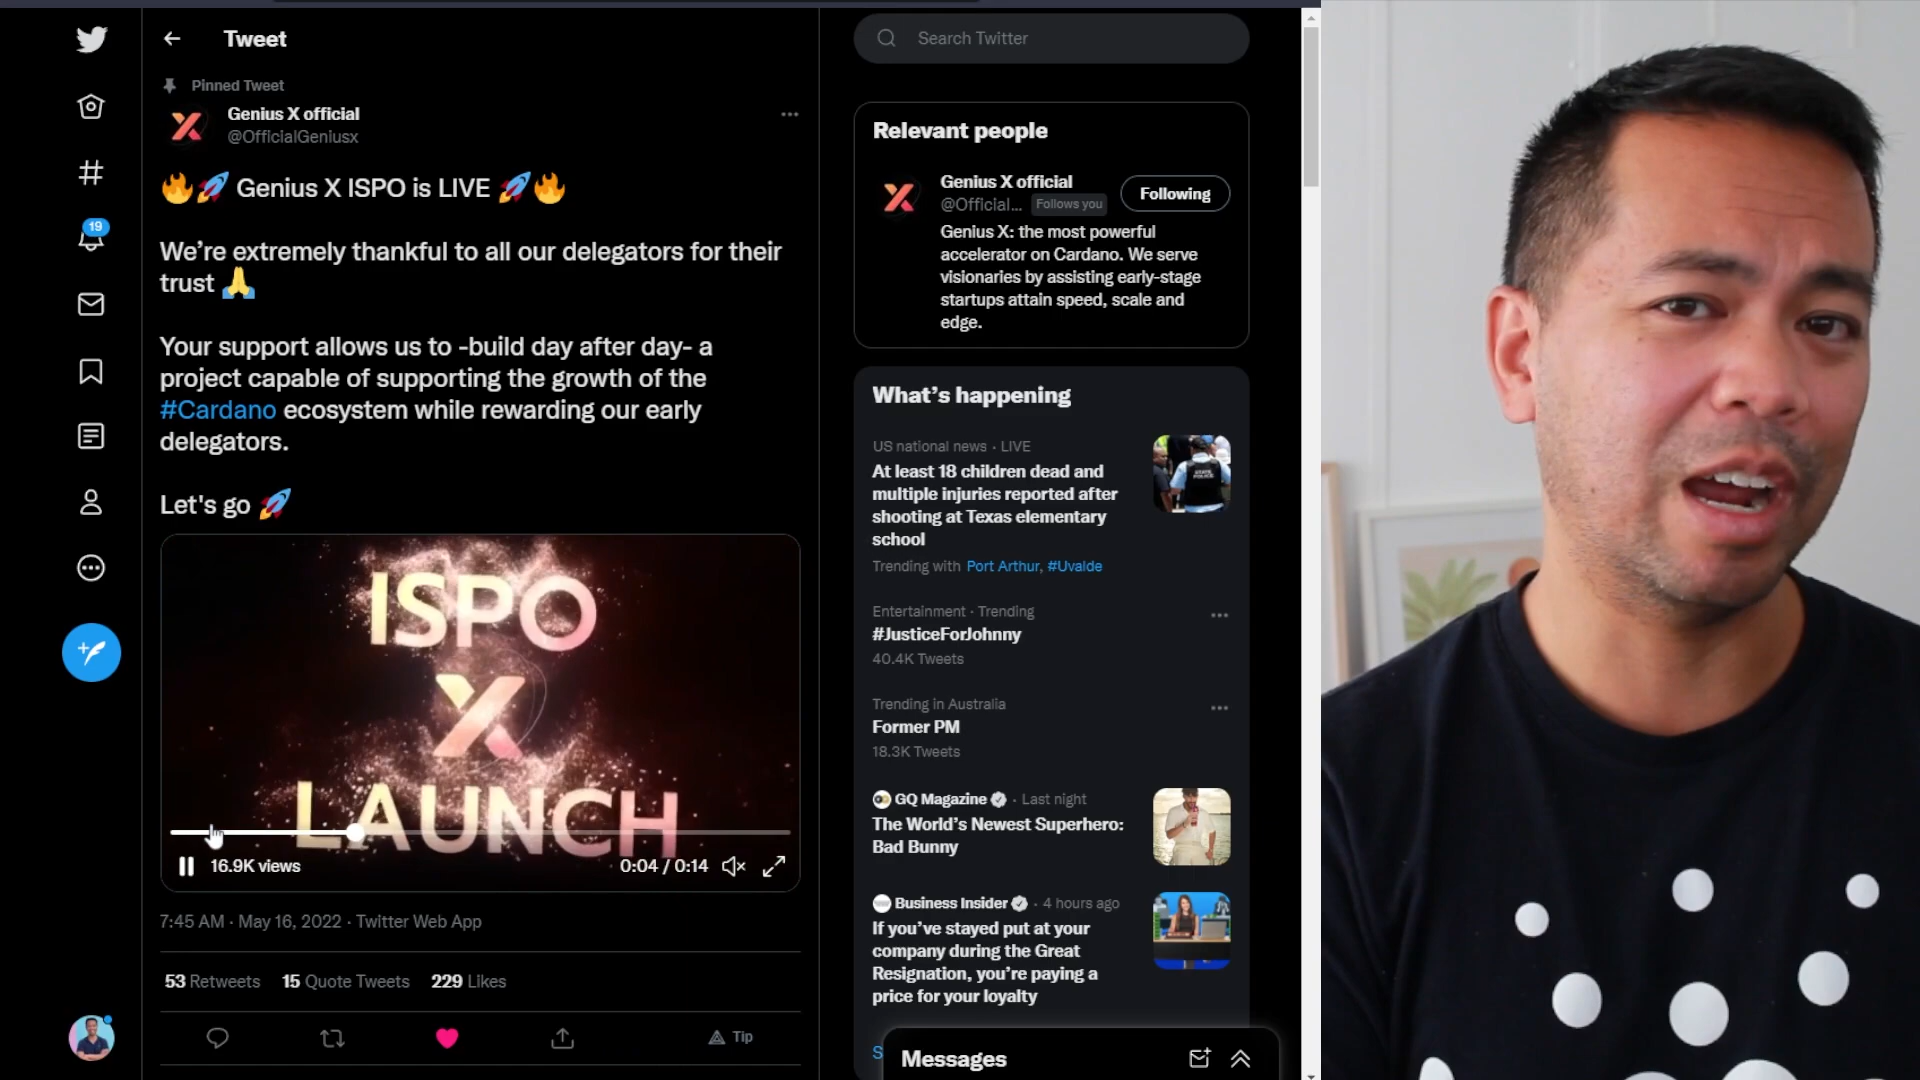 Tweet
Pinned Tweet
Genius X official
@OfficialGeniusx
🔥🚀 Genius X ISPO is LIVE 🚀🔥
We’re extremely thankful to all our delegators for their
trust 🙏
Your support allows us to -build day after day- a
project capable of supporting the growth of the
#Cardano ecosystem while rewarding our early
delegators.
Let's go 🚀
ISPO
X
LAUNCH
16.9K views
0:04 / 0:14
7:45 AM · May 16, 2022 · Twitter Web App
53 Retweets 15 Quote Tweets 229 Likes
Tip
19
Search Twitter
Relevant people
Genius X official
@Official... Follows you
Following
Genius X: the most powerful
accelerator on Cardano. We serve
visionaries by assisting early-stage
startups attain speed, scale and
edge.
What’s happening
US national news · LIVE
At least 18 children dead and
multiple injuries reported after
shooting at Texas elementary
school
Trending with Port Arthur, #Uvalde
Entertainment · Trending
#JusticeForJohnny
40.4K Tweets
Trending in Australia
Former PM
18.3K Tweets
GQ Magazine · Last night
The World’s Newest Superhero:
Bad Bunny
Business Insider · 4 hours ago
If you’ve stayed put at your
company during the Great
Resignation, you’re paying a
price for your loyalty
Messages